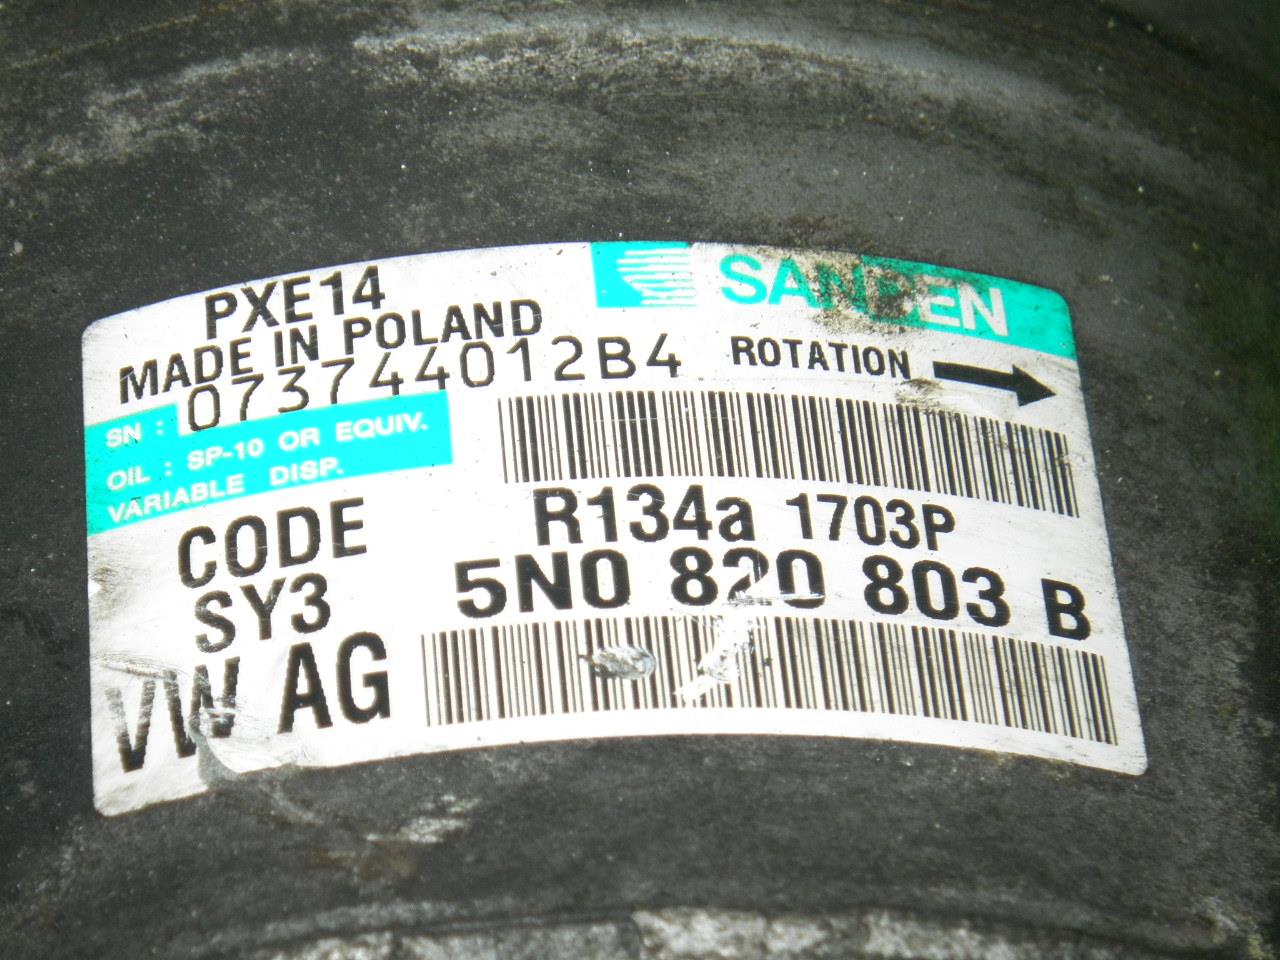 PXE14
SANDEN
MADE IN POLAND
SN : 073744012B4
ROTATION
OIL : SP-10 OR EQUIV.
VARIABLE DISP.
CODE
R134a 1703P
SY3
5N0 820 803 B
VW AG